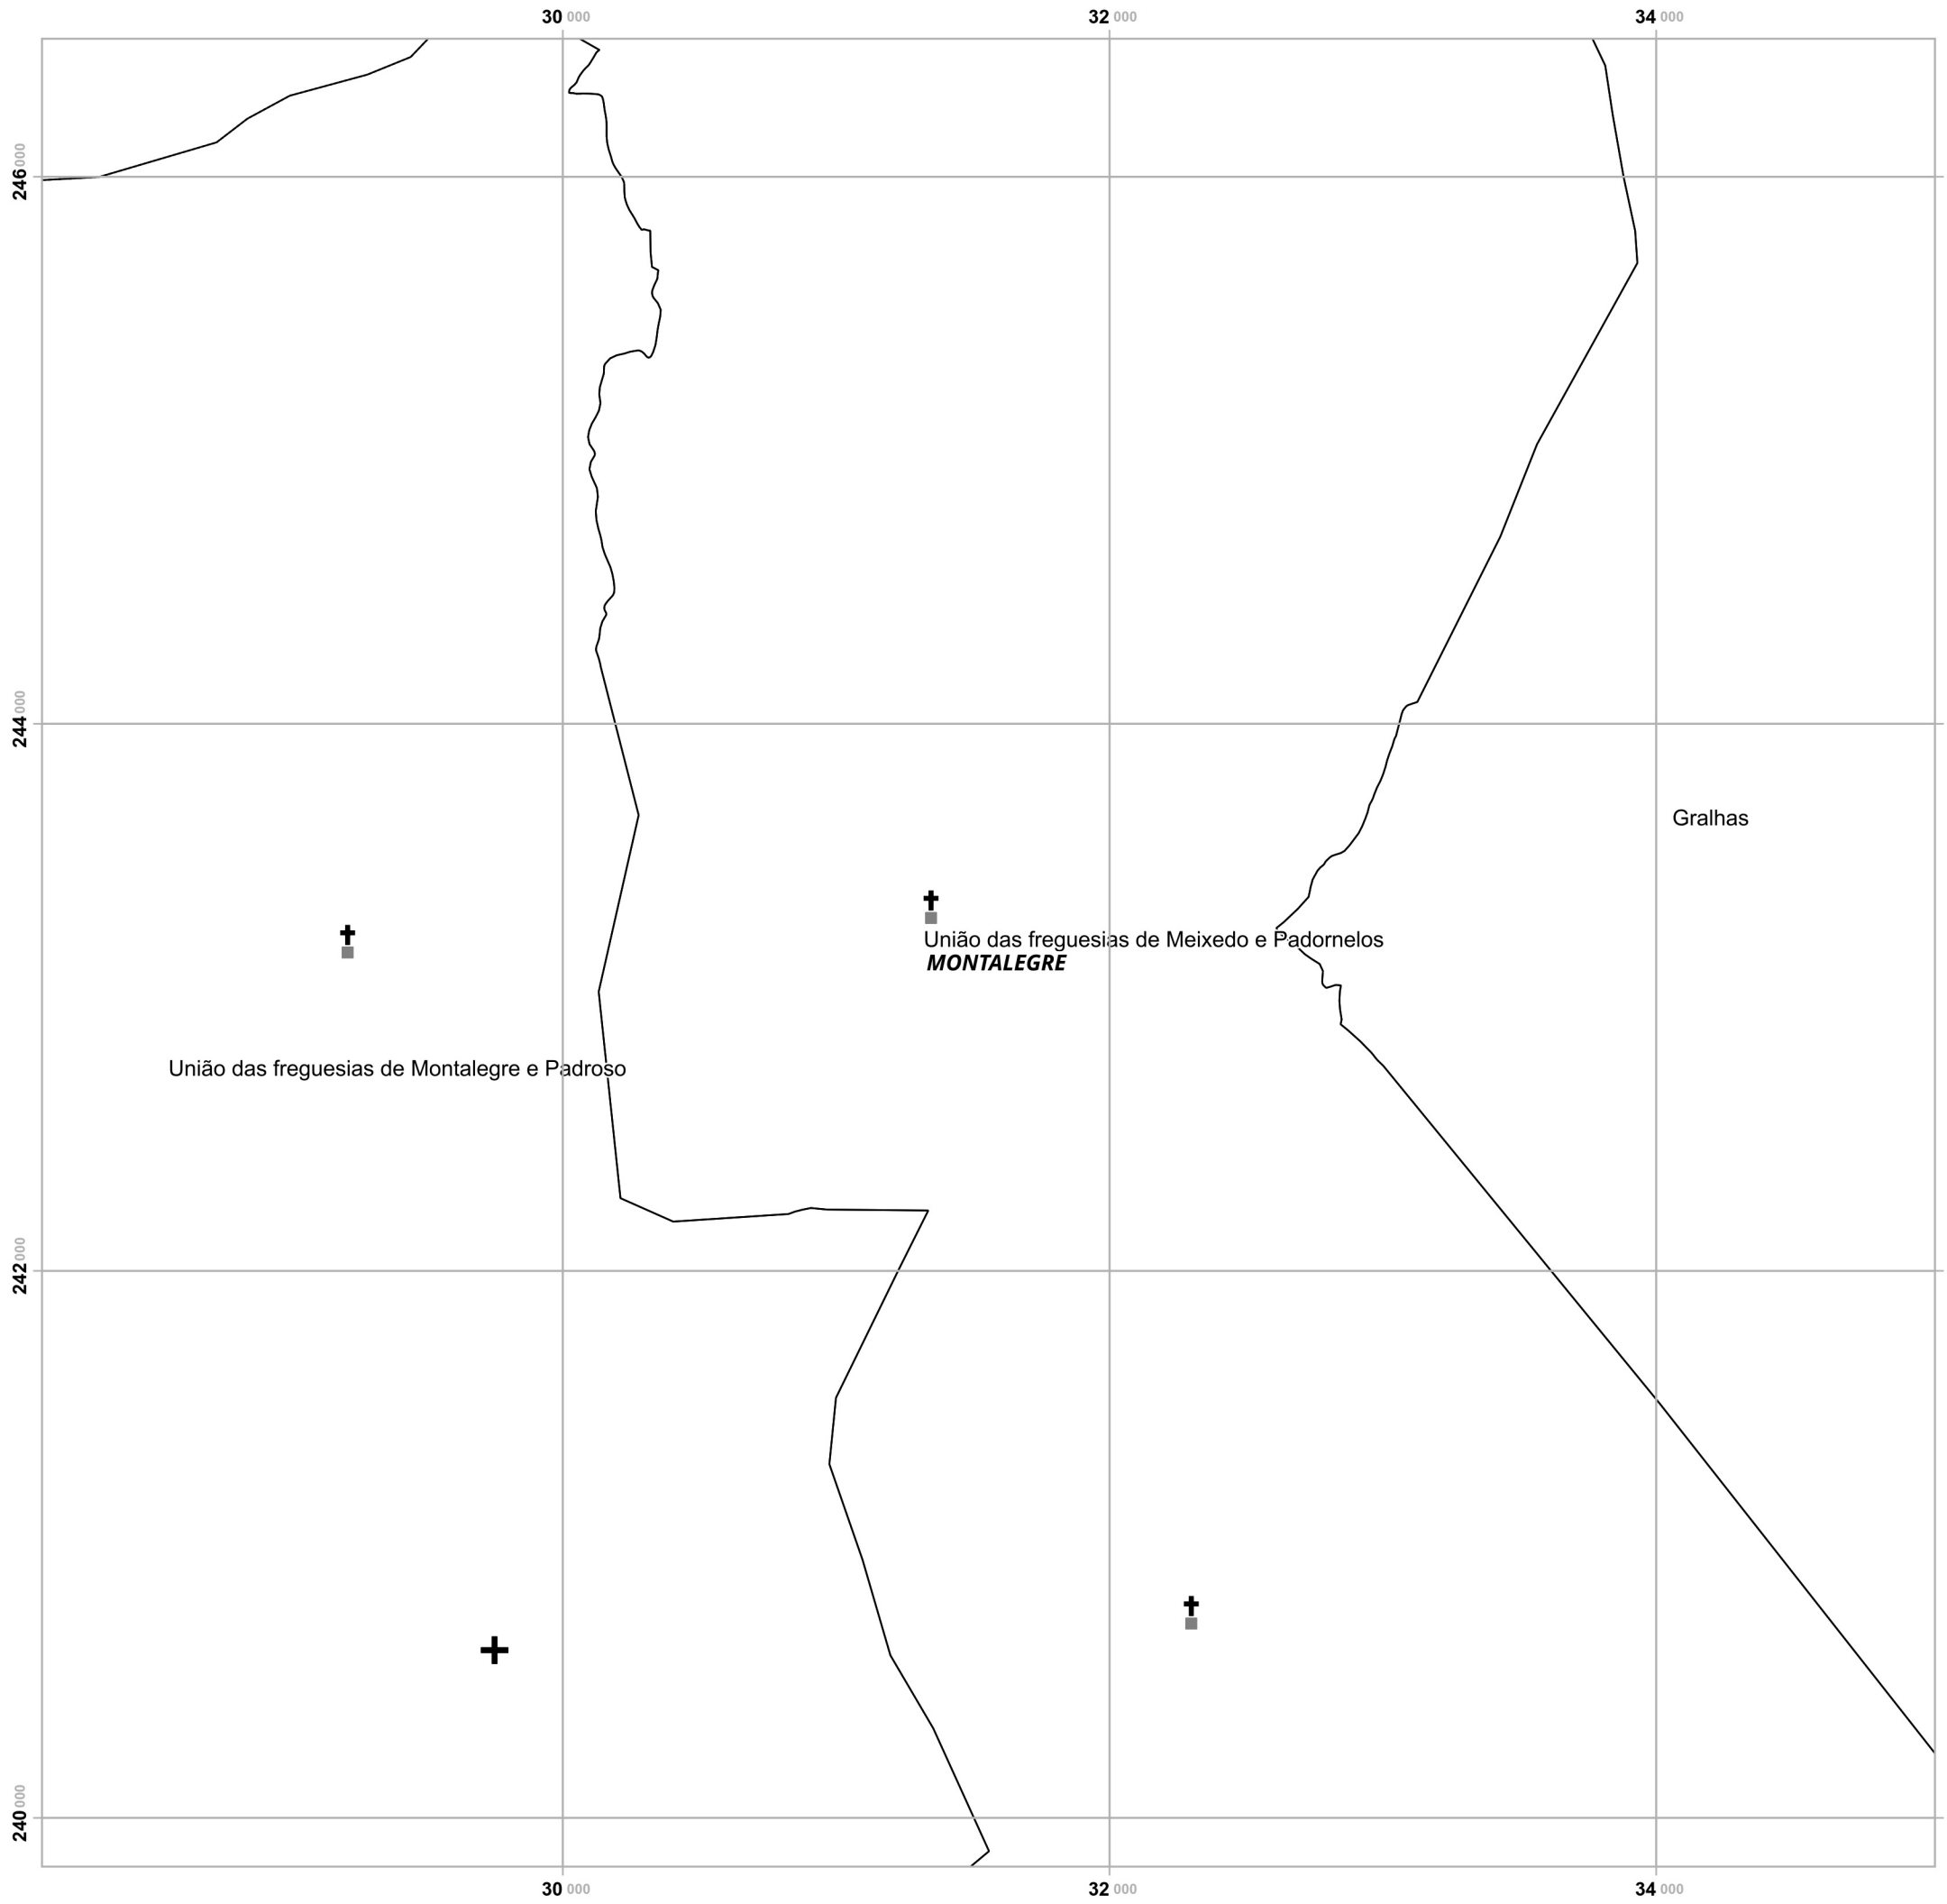 30 000
32 000
34 000
246 000
244 000
Gralhas
União das freguesias de Meixedo e Padornelos
MONTALEGRE
União das freguesias de Montalegre e Padroso
242 000
240 000
30 000
32 000
34 000